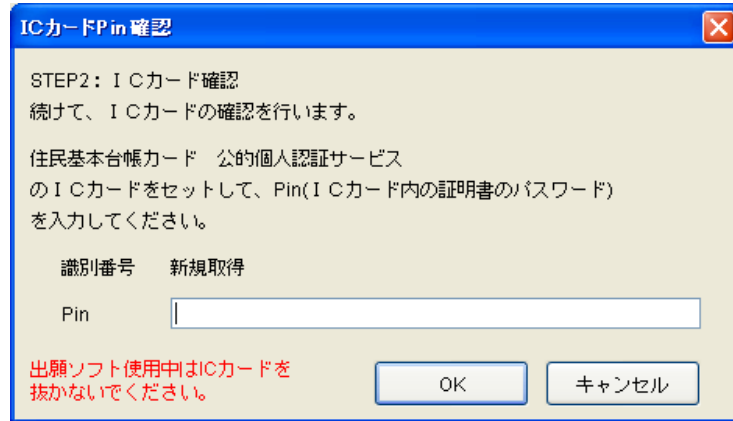 ICカードPin確認
STEP2:ICカード確認
続けて、ICカードの確認を行います。
住民基本台帳カード 公的個人認証サービス
のICカードをセットして、Pin(ICカード内の証明書のパスワード)
を入力してください。
識別番号 新規取得
Pin
出願ソフト使用中はICカードを
抜かないでください。
OK キャンセル